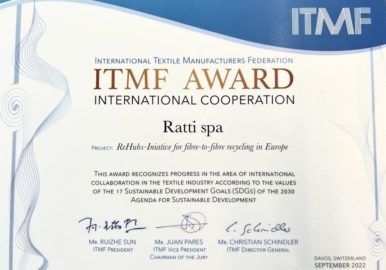 ITMF
INTERNATIONAL TEXTILE MANUFACTURERS FEDERATION
ITMF AWARD
INTERNATIONAL COOPERATION
Ratti spa
PROJECT: ReHubs-Iniative for fibre-to-fibre recycling in Europe
THIS AWARD RECOGNIZES PROGRESS IN THE AREA OF INTERNATIONAL
COLLABORATION IN THE TEXTILE INDUSTRY ACCORDING TO THE VALUES
OF THE 17 SUSTAINABLE DEVELOPMENT GOALS (SDGS) OF THE 2030
AGENDA FOR SUSTAINABLE DEVELOPMENT
C. Schindler
MR. RUIZHE SUN MR. JUAN PARES MR. CHRISTIAN SCHINDLER
ITMF PRESIDENT ITMF VICE PRESIDENT ITMF DIRECTOR GENERAL
CHAIRMAN OF THE JURY
DAVOS, SWITZERLAND
SEPTEMBER 2022